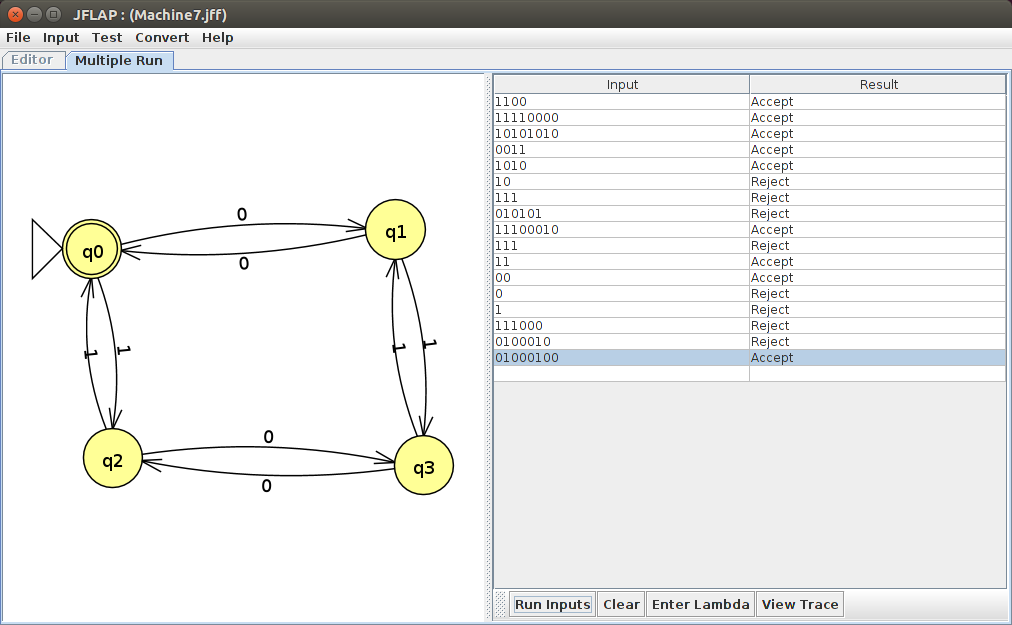 JFLAP : (Machine7.jff)
File Input Test Convert Help
Editor Multiple Run
Input Result
1100 Accept
11110000 Accept
10101010 Accept
0011 Accept
1010 Accept
10 Reject
111 Reject
010101 Reject
11100010 Accept
111 Reject
11 Accept
00 Accept
0 Reject
1 Reject
111000 Reject
0100010 Reject
01000100 Accept
0
q0 q1
0
1 1 1 1
0
q2 q3
0
Run Inputs Clear Enter Lambda View Trace